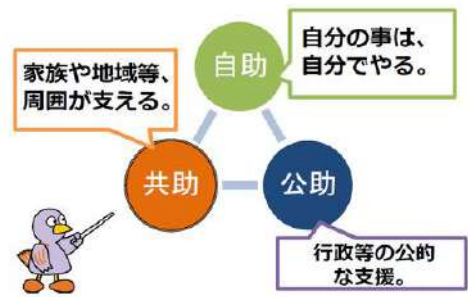 自助
自分の事は、
自分でやる。
家族や地域等、
周囲が支える。
共助
公助
行政等の公的
な支援。